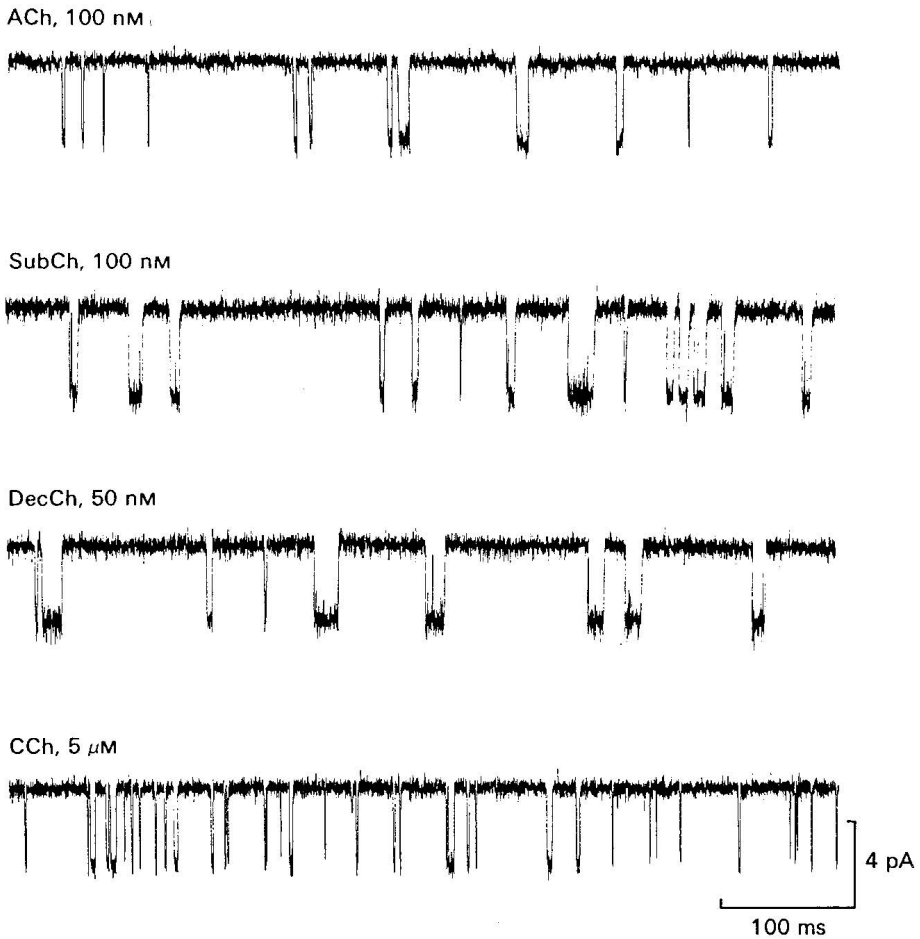 ACh, 100 nM
SubCh, 100 nM
DecCh, 50 nM
CCh, 5 μM
4 pA
100 ms